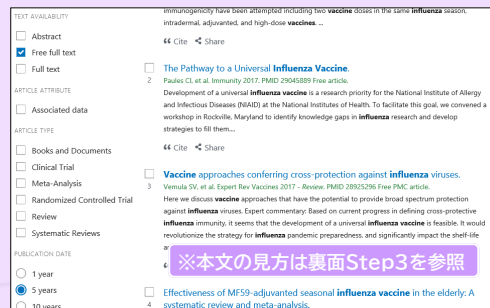 TEXT AVAILABILITY
Abstract
Free full text
Full text
ARTICLE ATTRIBUTE
Associated data
ARTICLE TYPE
Books and Documents
Clinical Trial
Meta-Analysis
Randomized Controlled Trial
Review
Systematic Reviews
PUBLICATION DATE
1 year
5 years
10 years
immunogenicity have been attempted including two vaccine doses in the same influenza season,
intradermal, adjuvanted, and high-dose vaccines. ...
Cite Share
The Pathway to a Universal Influenza Vaccine.
2 Paules CI, et al. Immunity 2017. PMID 29045889 Free article.
Development of a universal influenza vaccine is a research priority for the National Institute of Allergy
and Infectious Diseases (NIAID) at the National Institutes of Health. To facilitate this goal, we convened a
workshop in Rockville, Maryland to identify knowledge gaps in influenza research and develop
strategies to fill them....
Cite Share
Vaccine approaches conferring cross-protection against influenza viruses.
3 Vemula SV, et al. Expert Rev Vaccines 2017 - Review. PMID 28925296 Free PMC article.
Here we discuss vaccine approaches that have the potential to provide broad spectrum protection
against influenza viruses. Expert commentary: Based on current progress in defining cross-protective
influenza immunity, it seems that the development of a universal influenza vaccine is feasible. It would
revolutionize the strategy for influenza pandemic preparedness, and significantly impact the shelf-life
※本文の見方は裏面Step3を参照
Effectiveness of MF59-adjuvanted seasonal influenza vaccine in the elderly: A
4 systematic review and meta-analysis.